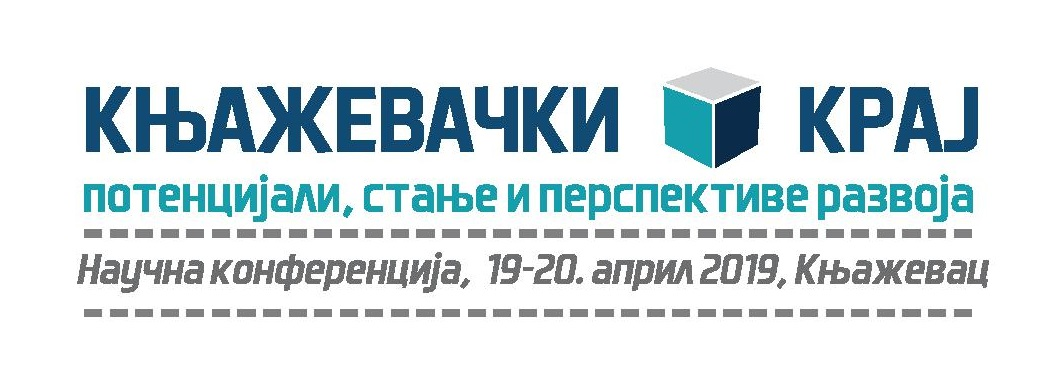 КЊАЖЕВАЧКИ КРАЈ
потенцијали, стање и перспективе развоја
Научна конференција, 19-20. април 2019, Књажевац